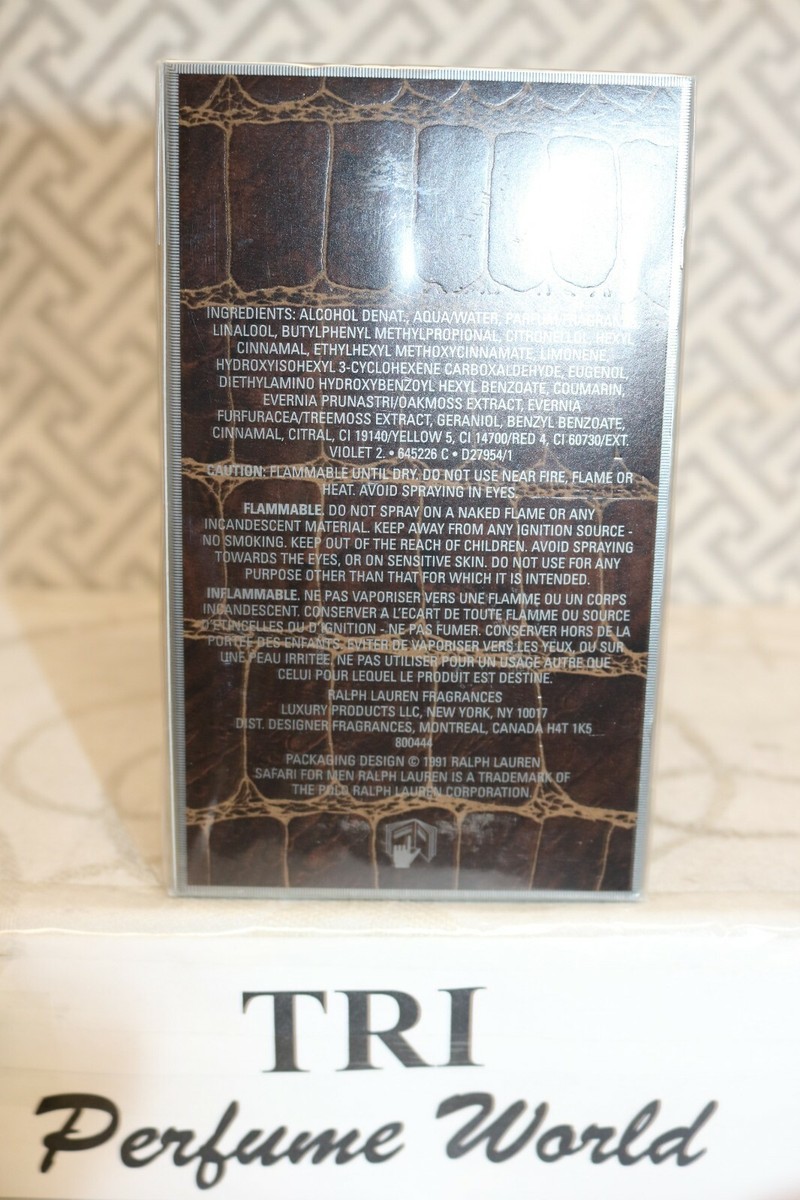 INGREDIENTS: ALCOHOL DENAT., AQUA/WATER, PARFUM/FRAGRANCE,
LINALOOL, BUTYLPHENYL METHYLPROPIONAL, CITRONELLOL, HEXYL
CINNAMAL, ETHYLHEXYL METHOXYCINNAMATE, LIMONENE,
HYDROXYISOHEXYL 3-CYCLOHEXENE CARBOXALDEHYDE, EUGENOL,
DIETHYLAMINO HYDROXYBENZOYL HEXYL BENZOATE, COUMARIN,
EVERNIA PRUNASTRI/OAKMOSS EXTRACT, EVERNIA
FURFURACEA/TREEMOSS EXTRACT, GERANIOL, BENZYL BENZOATE,
CINNAMAL, CITRAL, CI 19140/YELLOW 5, CI 14700/RED 4, CI 60730/EXT.
VIOLET 2. • 645226 C • D27954/1
CAUTION: FLAMMABLE UNTIL DRY. DO NOT USE NEAR FIRE, FLAME OR
HEAT. AVOID SPRAYING IN EYES.
FLAMMABLE. DO NOT SPRAY ON A NAKED FLAME OR ANY
INCANDESCENT MATERIAL. KEEP AWAY FROM ANY IGNITION SOURCE -
NO SMOKING. KEEP OUT OF THE REACH OF CHILDREN. AVOID SPRAYING
TOWARDS THE EYES, OR ON SENSITIVE SKIN. DO NOT USE FOR ANY
PURPOSE OTHER THAN THAT FOR WHICH IT IS INTENDED.
INFLAMMABLE. NE PAS VAPORISER VERS UNE FLAMME OU UN CORPS
INCANDESCENT. CONSERVER A L'ECART DE TOUTE FLAMME OU SOURCE
D'ETINCELLES OU D'IGNITION - NE PAS FUMER. CONSERVER HORS DE LA
PORTEE DES ENFANTS. EVITER DE VAPORISER VERS LES YEUX, OU SUR
UNE PEAU IRRITEE. NE PAS UTILISER POUR UN USAGE AUTRE QUE
CELUI POUR LEQUEL LE PRODUIT EST DESTINE.
RALPH LAUREN FRAGRANCES
LUXURY PRODUCTS LLC, NEW YORK, NY 10017
DIST. DESIGNER FRAGRANCES, MONTREAL, CANADA H4T 1K5
800444
PACKAGING DESIGN © 1991 RALPH LAUREN
SAFARI FOR MEN RALPH LAUREN IS A TRADEMARK OF
THE POLO RALPH LAUREN CORPORATION.
TRI
Perfume World